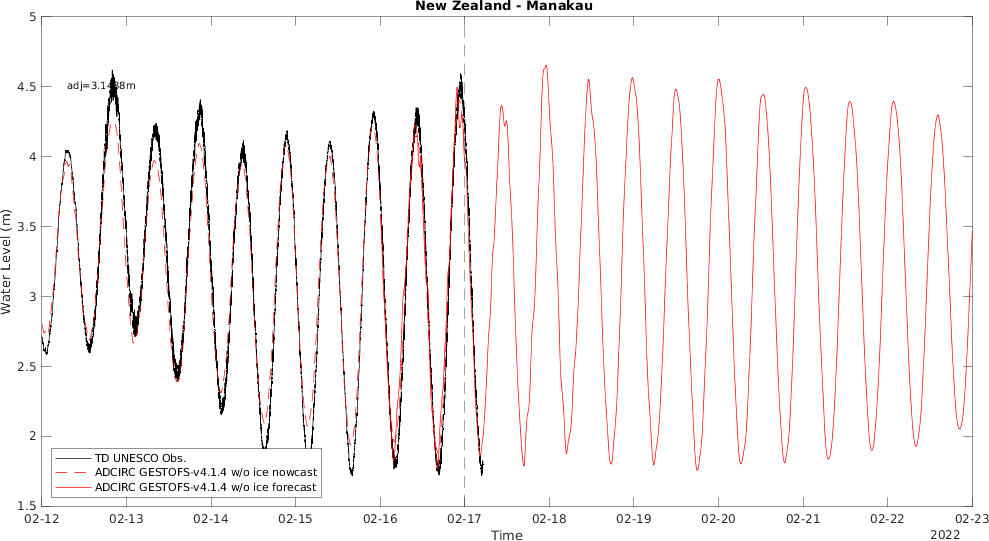 New Zealand - Manakau
adj=3.1488m
Water Level (m)
5
4.5
4
3.5
3
2.5
2
1.5
TD UNESCO Obs.
ADCIRC GESTOFS-v4.1.4 w/o ice nowcast
ADCIRC GESTOFS-v4.1.4 w/o ice forecast
02-12 02-13 02-14 02-15 02-16 02-17 02-18 02-19 02-20 02-21 02-22 02-23
Time
2022